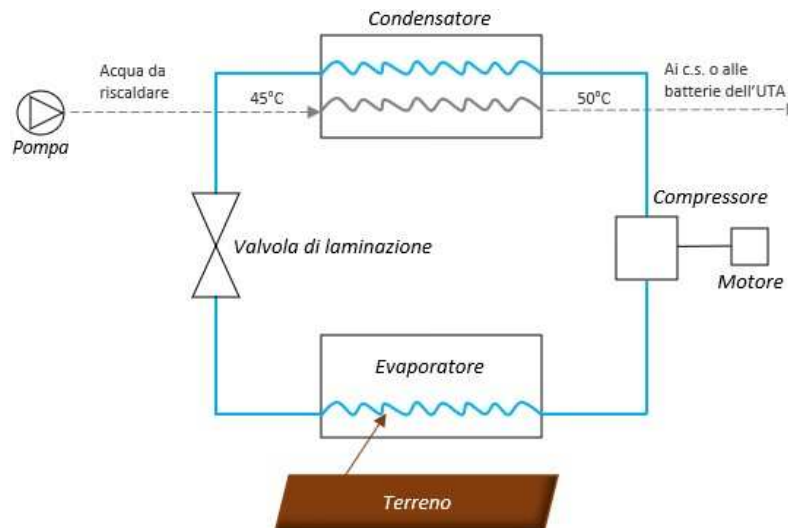 Condensatore
Acqua da
riscaldare
45°C
50°C
Ai c.s. o alle
batterie dell'UTA
Pompa
Compressore
Valvola di laminazione
Motore
Evaporatore
Terreno